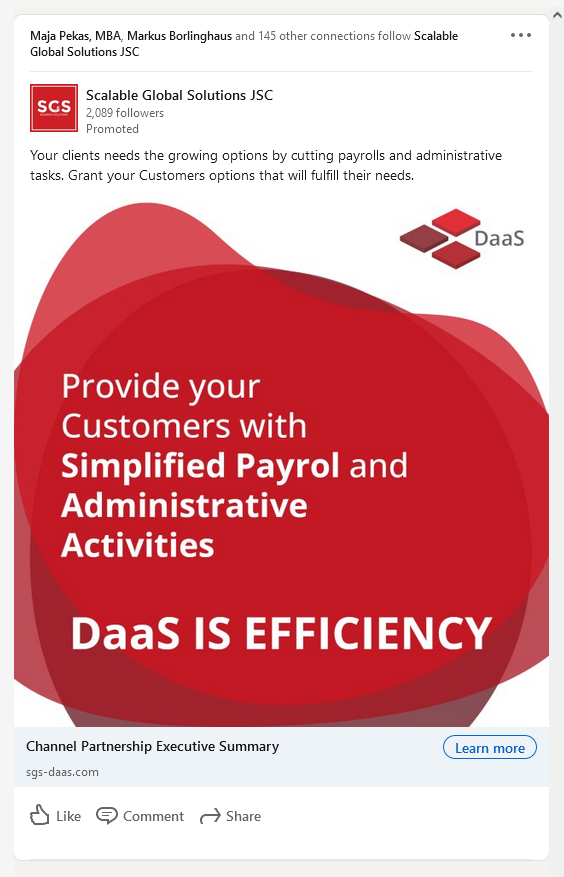 Maja Pekas, MBA, Markus Borlinghaus and 145 other connections follow Scalable
Global Solutions JSC
SGS
Scalable Global Solutions JSC
2,089 followers
Promoted
Your clients needs the growing options by cutting payrolls and administrative
tasks. Grant your Customers options that will fulfill their needs.
DaaS
Provide your
Customers with
Simplified Payrol and
Administrative
Activities
DaaS IS EFFICIENCY
Channel Partnership Executive Summary
Learn more
sgs-daas.com
Like
Comment
Share